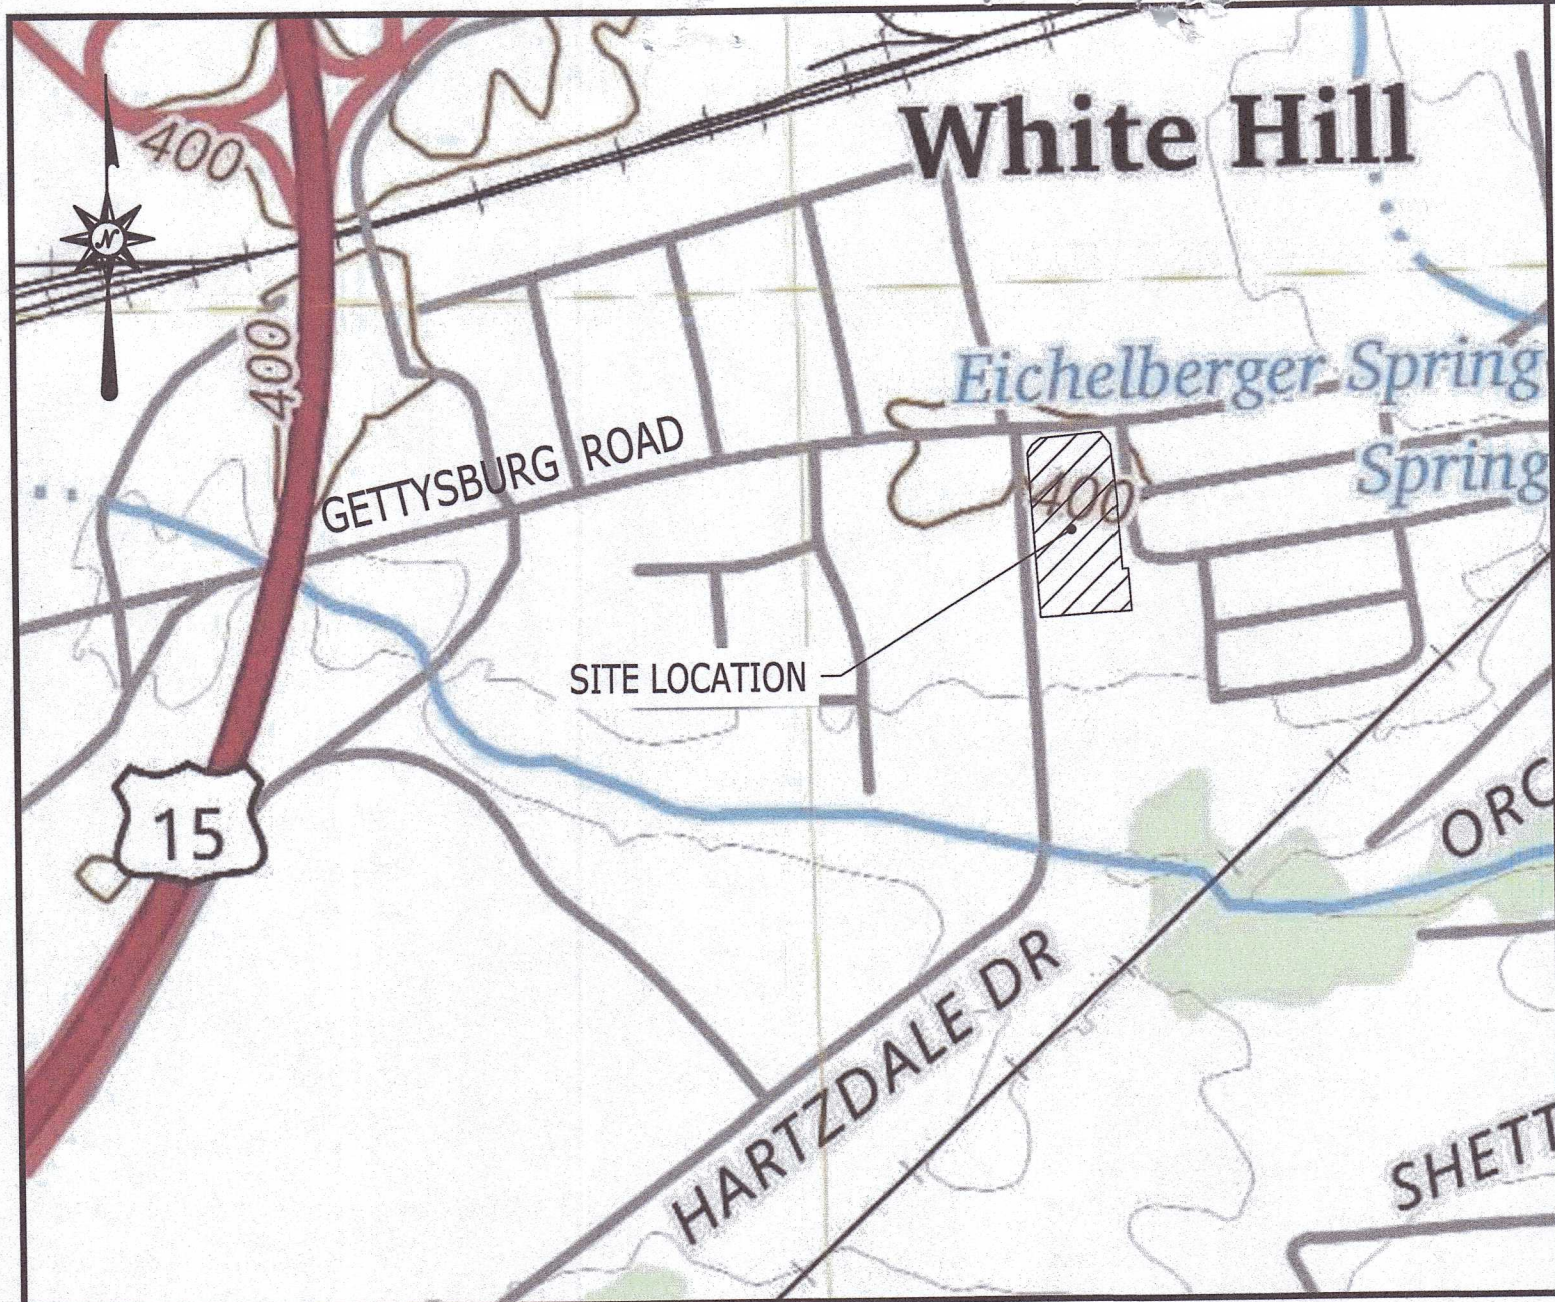 White Hill
400
N
400
Eichelberger Spring
GETTYSBURG ROAD
Spring
400
SITE LOCATION
15
ORC
HARTZDALE DR
SHETT